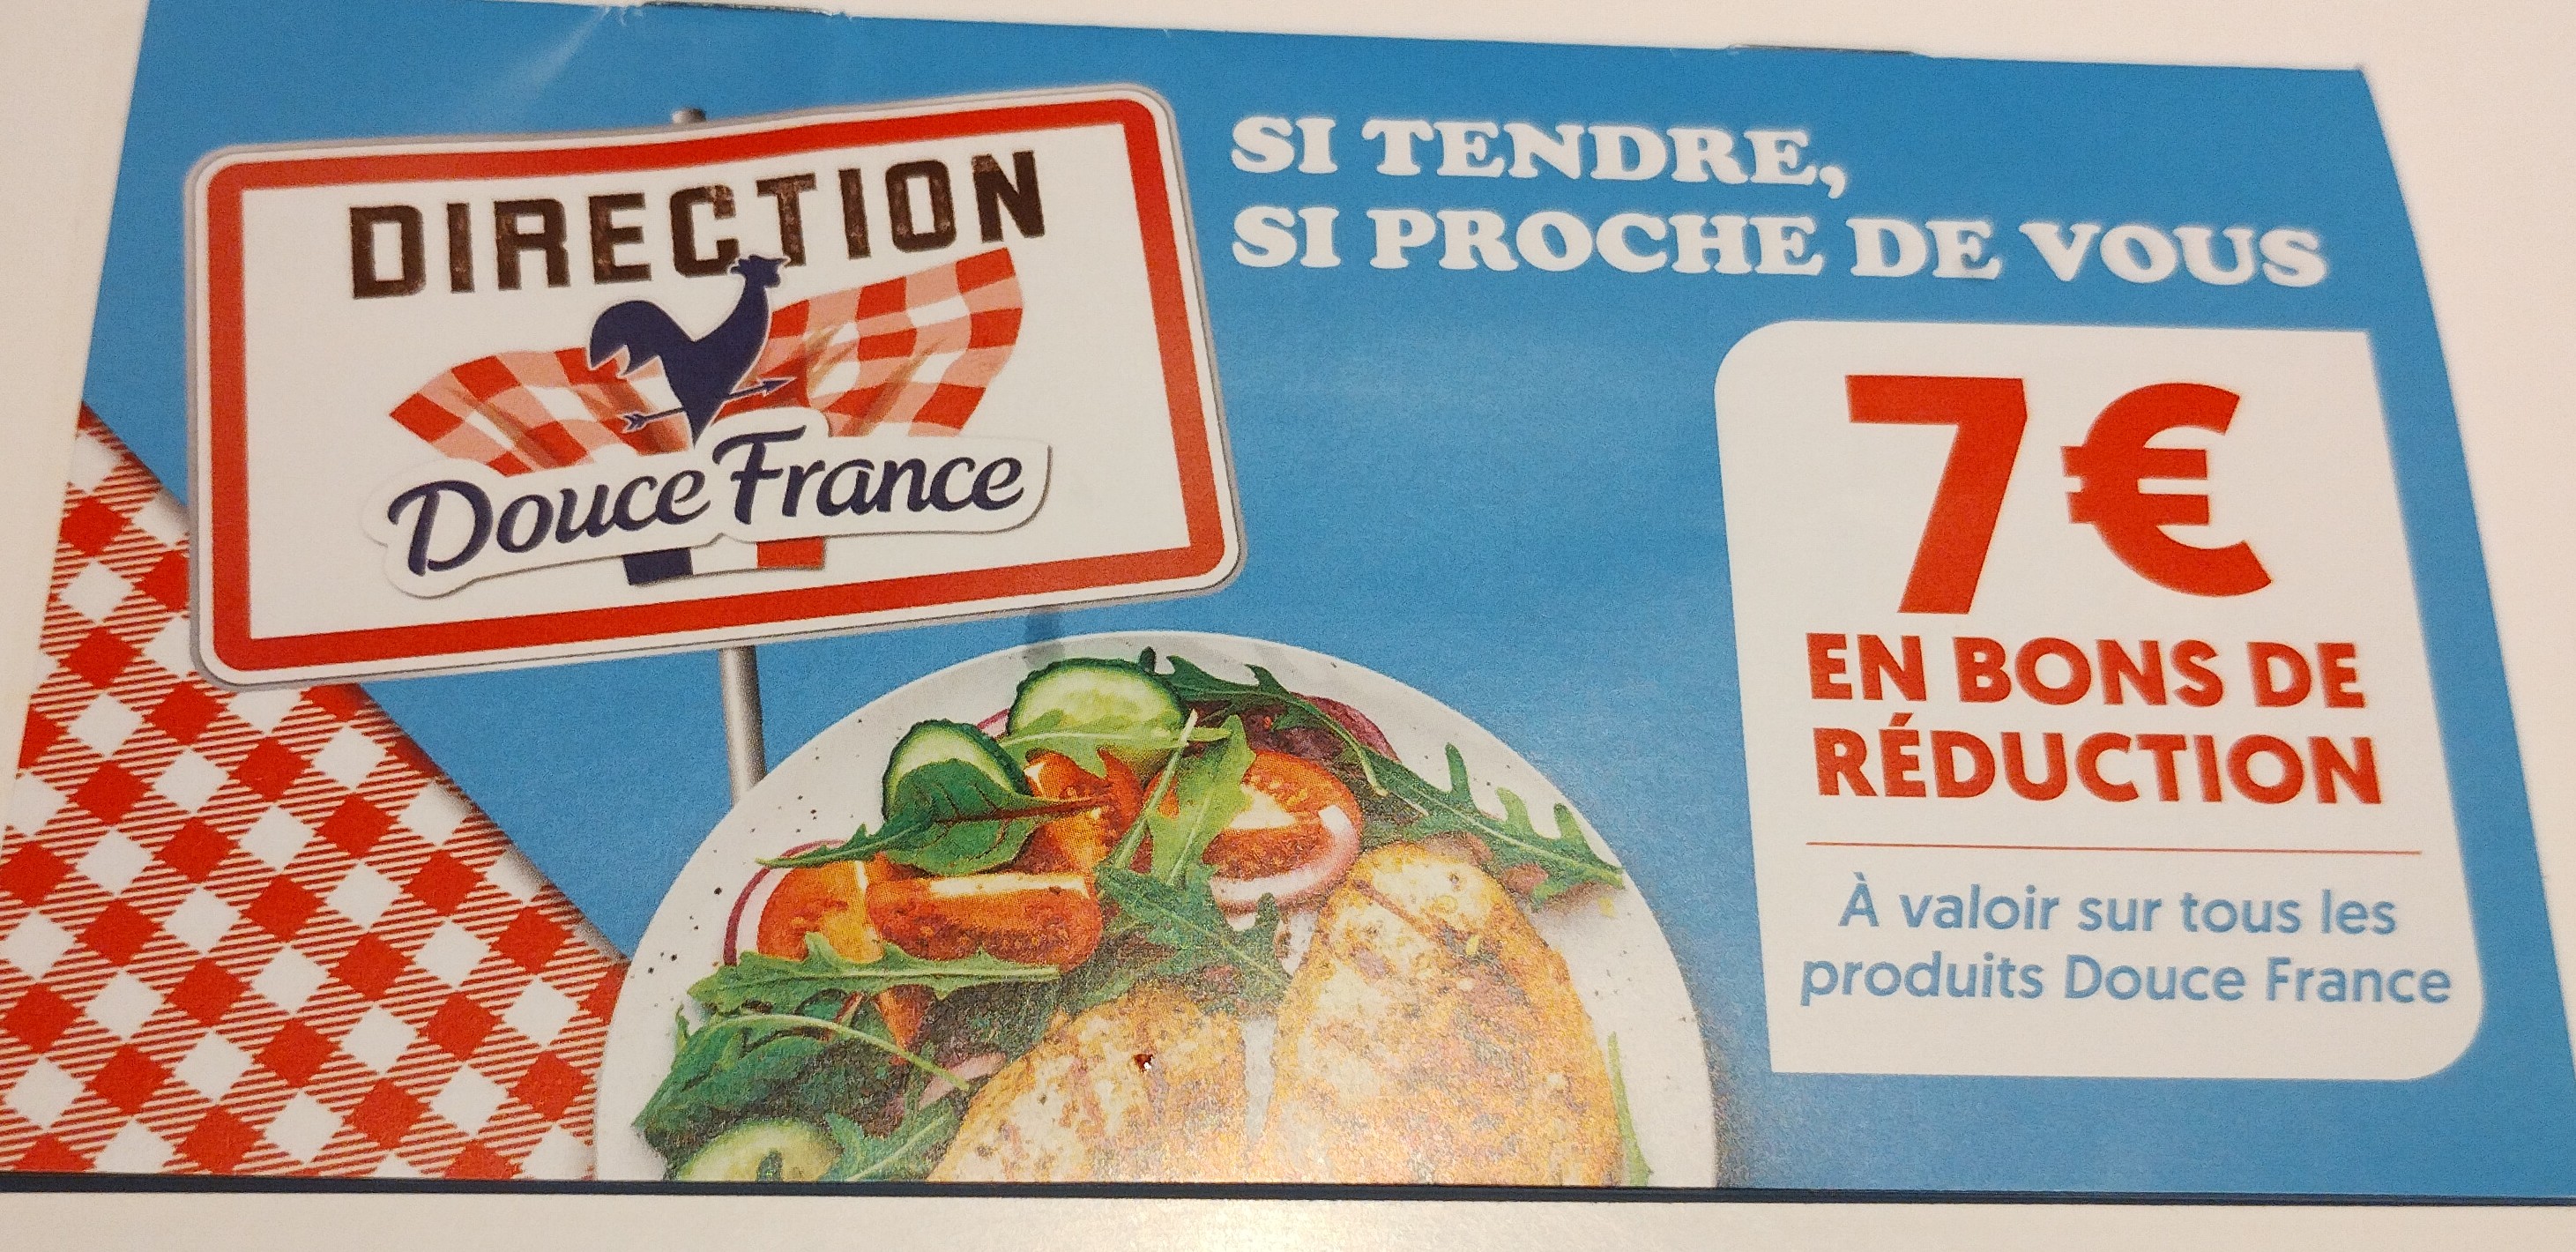 DIRECTION
Douce France
SI TENDRE,
SI PROCHE DE VOUS
7€
EN BONS DE
RÉDUCTION
À valoir sur tous les
produits Douce France